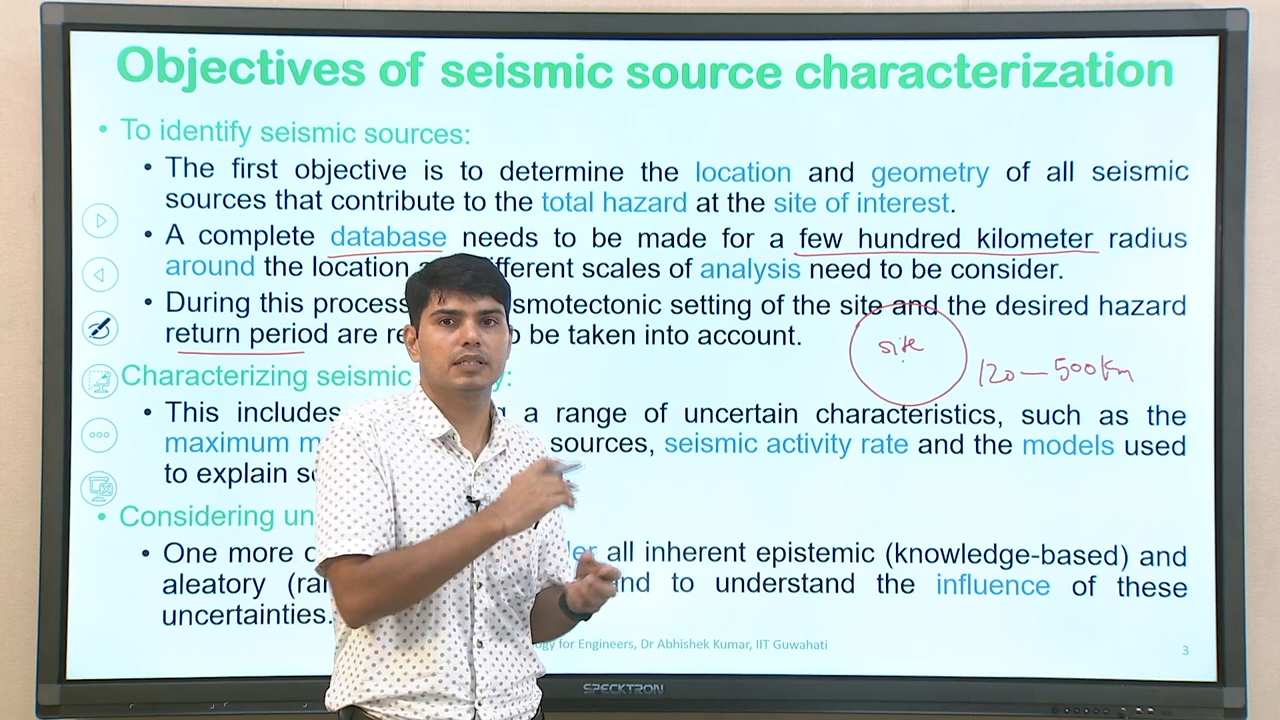 Objectives of seismic source characterization
• To identify seismic sources:
• The first objective is to determine the location and geometry of all seismic
sources that contribute to the total hazard at the site of interest.
• A complete database needs to be made for a few hundred kilometer radius
around the location different scales of analysis need to be consider.
• During this process smotectonic setting of the site and the desired hazard
return period are re to be taken into account.
site
120 - 500 km
Characterizing seismic y:
• This includes g a range of uncertain characteristics, such as the
maximum m sources, seismic activity rate and the models used
to explain s
• Considering un
• One more all inherent epistemic (knowledge-based) and
aleatory (ra and to understand the influence of these
uncertainties.
ogy for Engineers, Dr Abhishek Kumar, IIT Guwahati
3
SPECKTRON